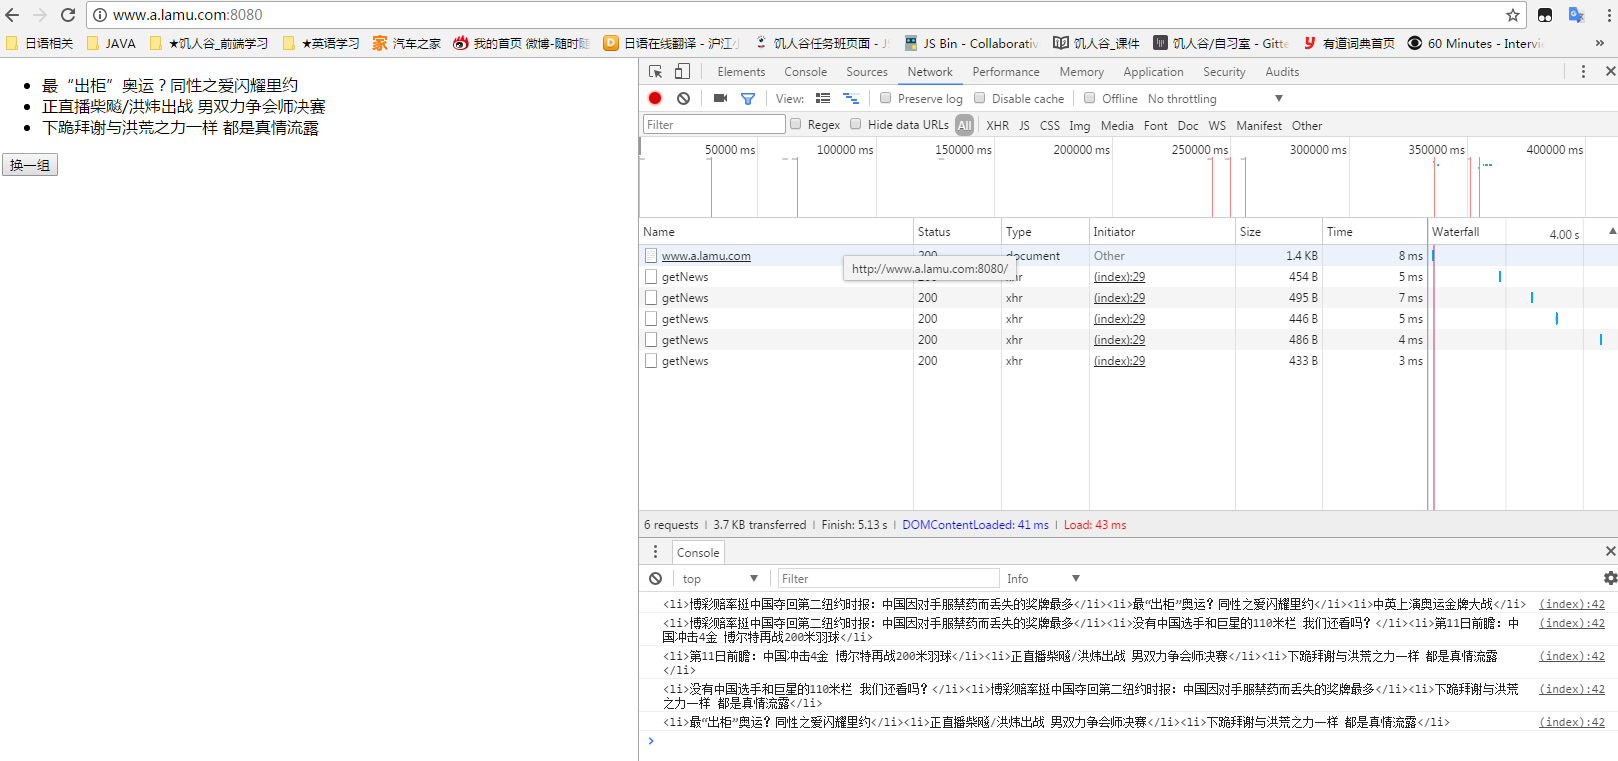 www.a.lamu.com:8080
日语相关 JAVA ★饥人谷_前端学习 ★英语学习 汽车之家 我的首页 微博-随时随 日语在线翻译 - 沪江 饥人谷任务班页面 - JS JS Bin - Collaborativ 饥人谷_课件 饥人谷/自习室 - Gitte 有道词典首页 60 Minutes - Intervi »
最“出柜”奥运？同性之爱闪耀里约
正直播柴飚/洪炜出战 男双力争会师决赛
下跪拜谢与洪荒之力一样 都是真情流露
换一组
Elements Console Sources Network Performance Memory Application Security Audits
View: Preserve log Disable cache Offline No throttling
Filter Regex Hide data URLs All XHR JS CSS Img Media Font Doc WS Manifest Other
50000 ms 100000 ms 150000 ms 200000 ms 250000 ms 300000 ms 350000 ms 400000 ms
Name Status Type Initiator Size Time Waterfall 4.00 s
www.a.lamu.com 200 document Other 1.4 KB 8 ms
http://www.a.lamu.com:8080/
getNews (index):29 454 B 5 ms
getNews 200 xhr (index):29 495 B 7 ms
getNews 200 xhr (index):29 446 B 5 ms
getNews 200 xhr (index):29 486 B 4 ms
getNews 200 xhr (index):29 433 B 3 ms
6 requests | 3.7 KB transferred | Finish: 5.13 s | DOMContentLoaded: 41 ms | Load: 43 ms
Console
top Filter Info
<li>博彩赔率挺中国夺回第二纽约时报：中国因对手服禁药而丢失的奖牌最多</li><li>最“出柜”奥运？同性之爱闪耀里约</li><li>中英上演奥运金牌大战</li> (index):42
<li>博彩赔率挺中国夺回第二纽约时报：中国因对手服禁药而丢失的奖牌最多</li><li>没有中国选手和巨星的110米栏 我们还看吗？</li><li>第11日前瞻：中 (index):42
国冲击4金 博尔特再战200米羽球</li>
<li>第11日前瞻：中国冲击4金 博尔特再战200米羽球</li><li>正直播柴飚/洪炜出战 男双力争会师决赛</li><li>下跪拜谢与洪荒之力一样 都是真情流露 (index):42
</li>
<li>没有中国选手和巨星的110米栏 我们还看吗？</li><li>博彩赔率挺中国夺回第二纽约时报：中国因对手服禁药而丢失的奖牌最多</li><li>下跪拜谢与洪荒 (index):42
之力一样 都是真情流露</li>
<li>最“出柜”奥运？同性之爱闪耀里约</li><li>正直播柴飚/洪炜出战 男双力争会师决赛</li><li>下跪拜谢与洪荒之力一样 都是真情流露</li> (index):42